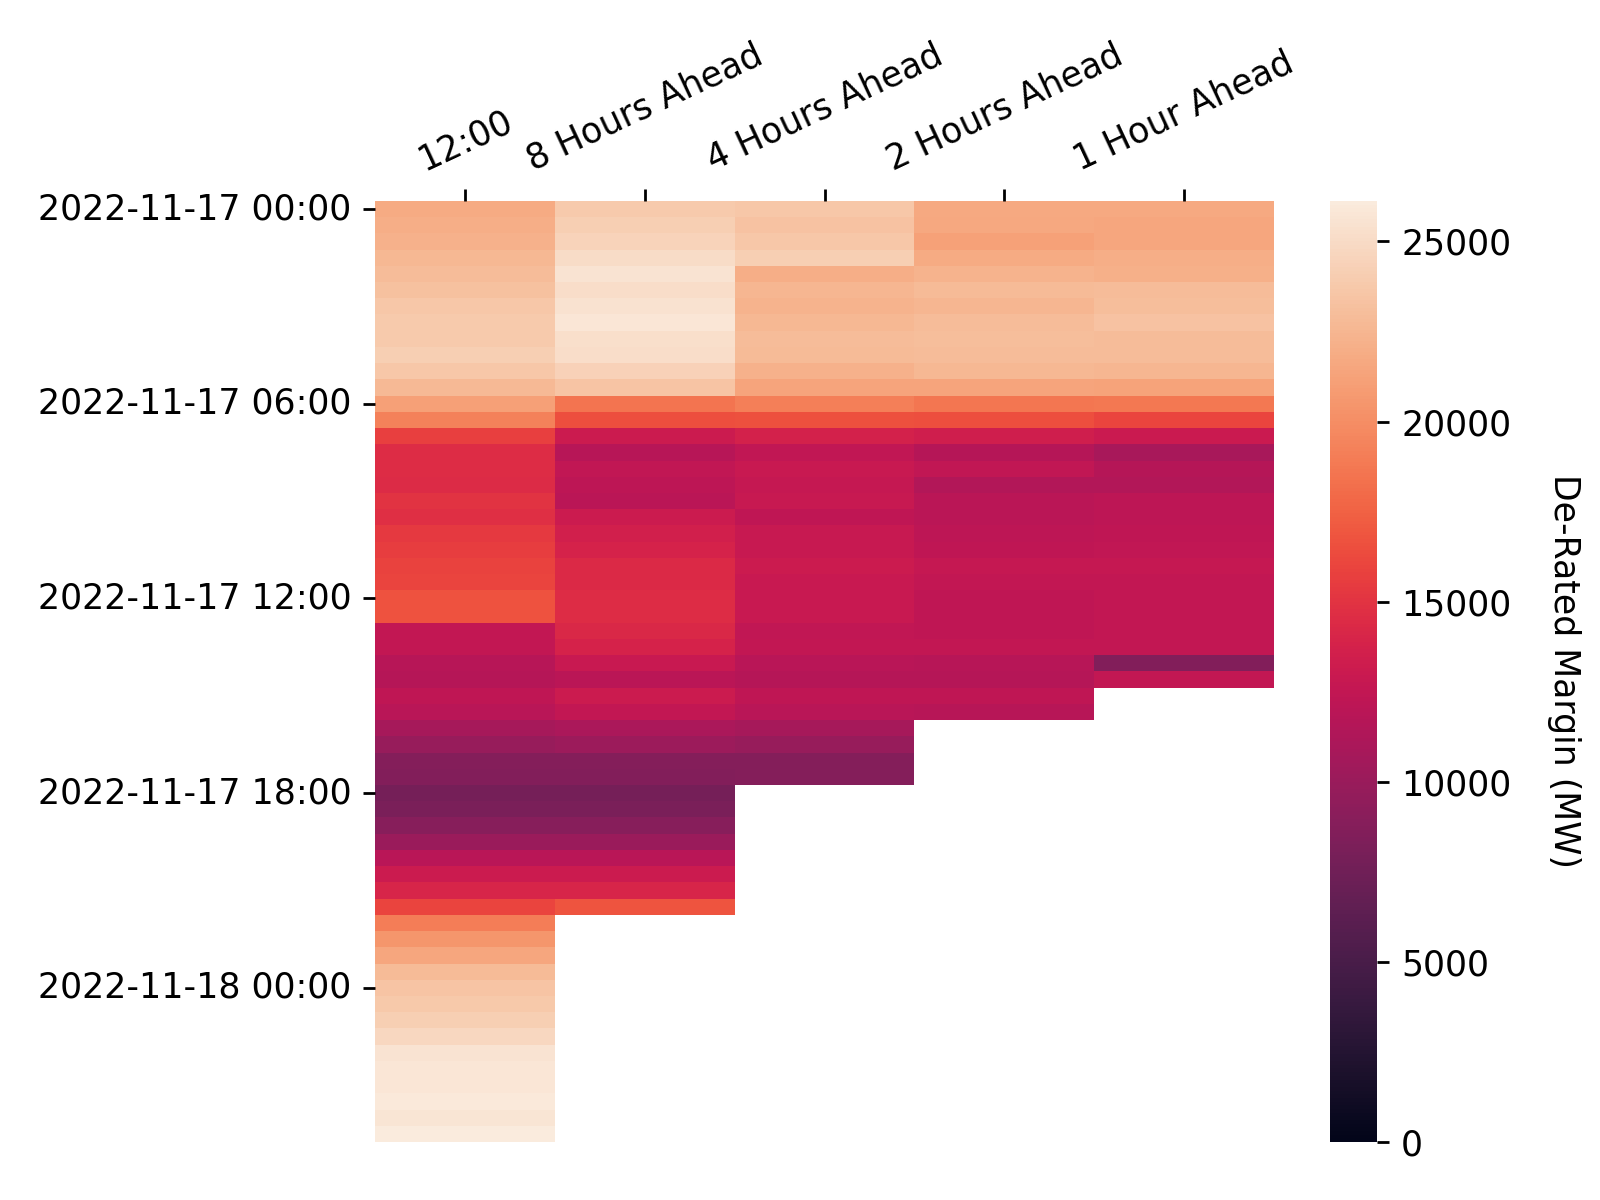 12:00
8 Hours Ahead
4 Hours Ahead
2 Hours Ahead
1 Hour Ahead
2022-11-17 00:00
2022-11-17 06:00
2022-11-17 12:00
2022-11-17 18:00
2022-11-18 00:00
25000
20000
15000
10000
5000
0
De-Rated Margin (MW)